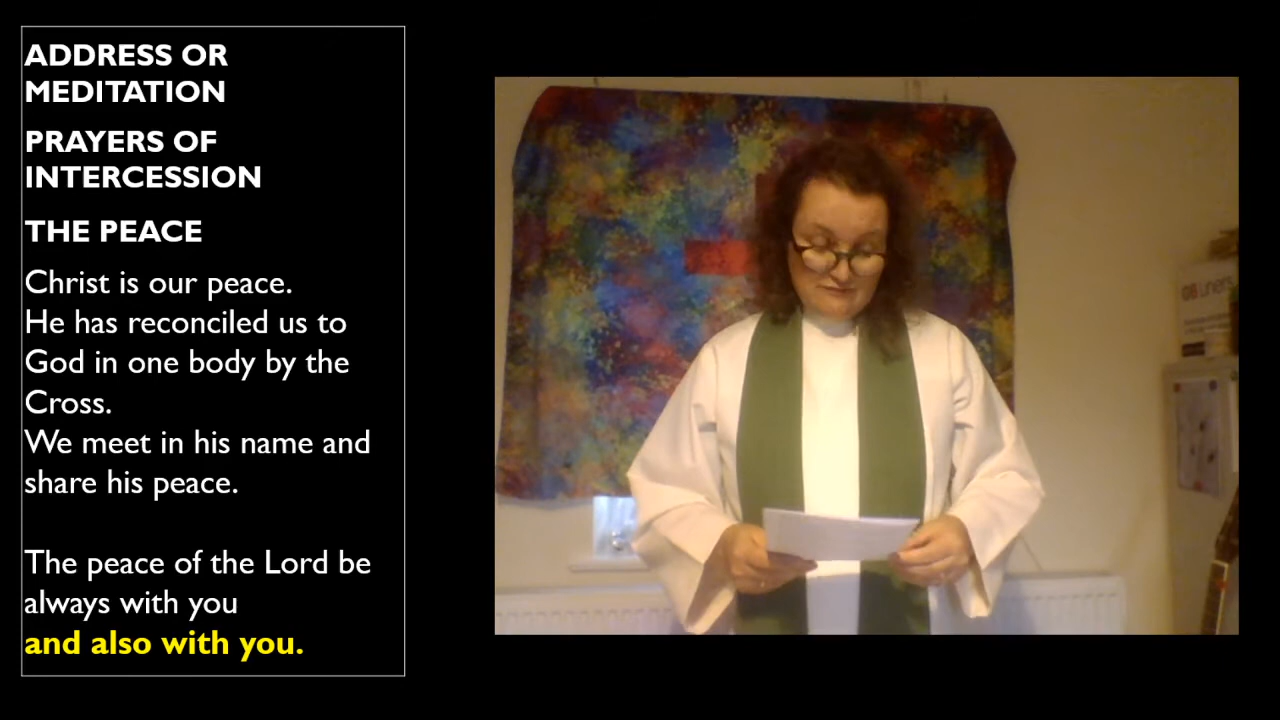 ADDRESS OR
MEDITATION
PRAYERS OF
INTERCESSION
THE PEACE
Christ is our peace.
He has reconciled us to
God in one body by the
Cross.
We meet in his name and
share his peace.
The peace of the Lord be
always with you
and also with you.